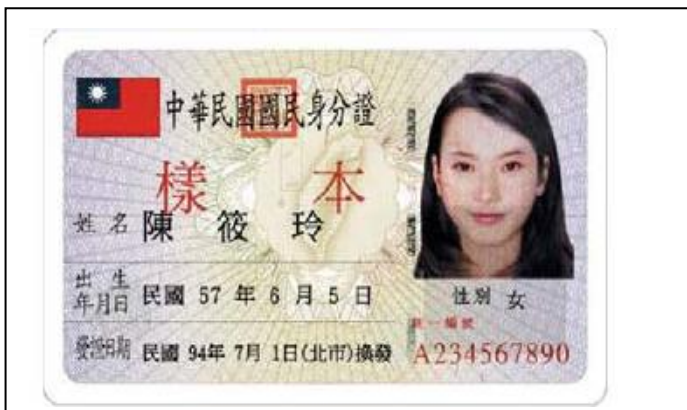 中華民國國民身分證
樣本
姓名 陳筱玲
出生年月日 民國 57 年 6 月 5 日
性別 女
發證日期 民國 94年 7月 1日(北市)換發
統一編號
A234567890